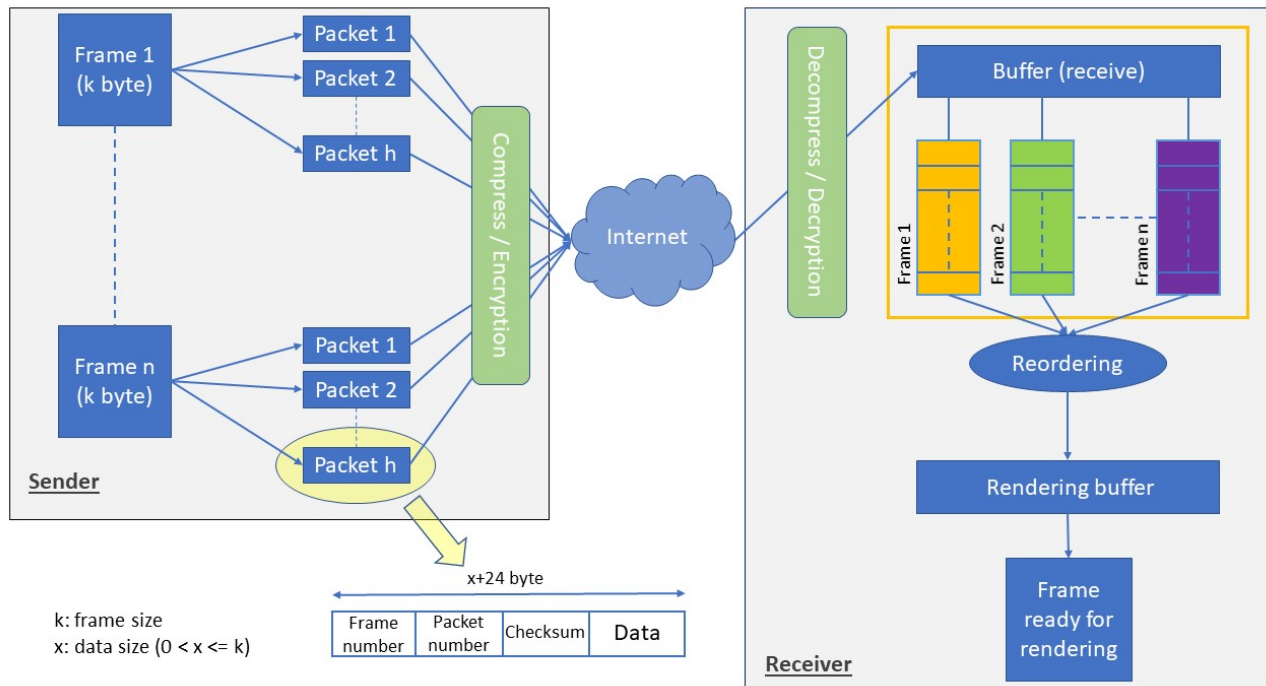 Frame 1
(k byte)
Packet 1
Packet 2
Packet h
Frame n
(k byte)
Packet 1
Packet 2
Packet h
Sender
Compress / Encryption
Internet
Decompress / Decryption
Buffer (receive)
Frame 1
Frame 2
Frame n
Reordering
Rendering buffer
Frame
ready for
rendering
Receiver
x+24 byte
Frame
number
Packet
number
Checksum
Data
k: frame size
x: data size (0 < x <= k)